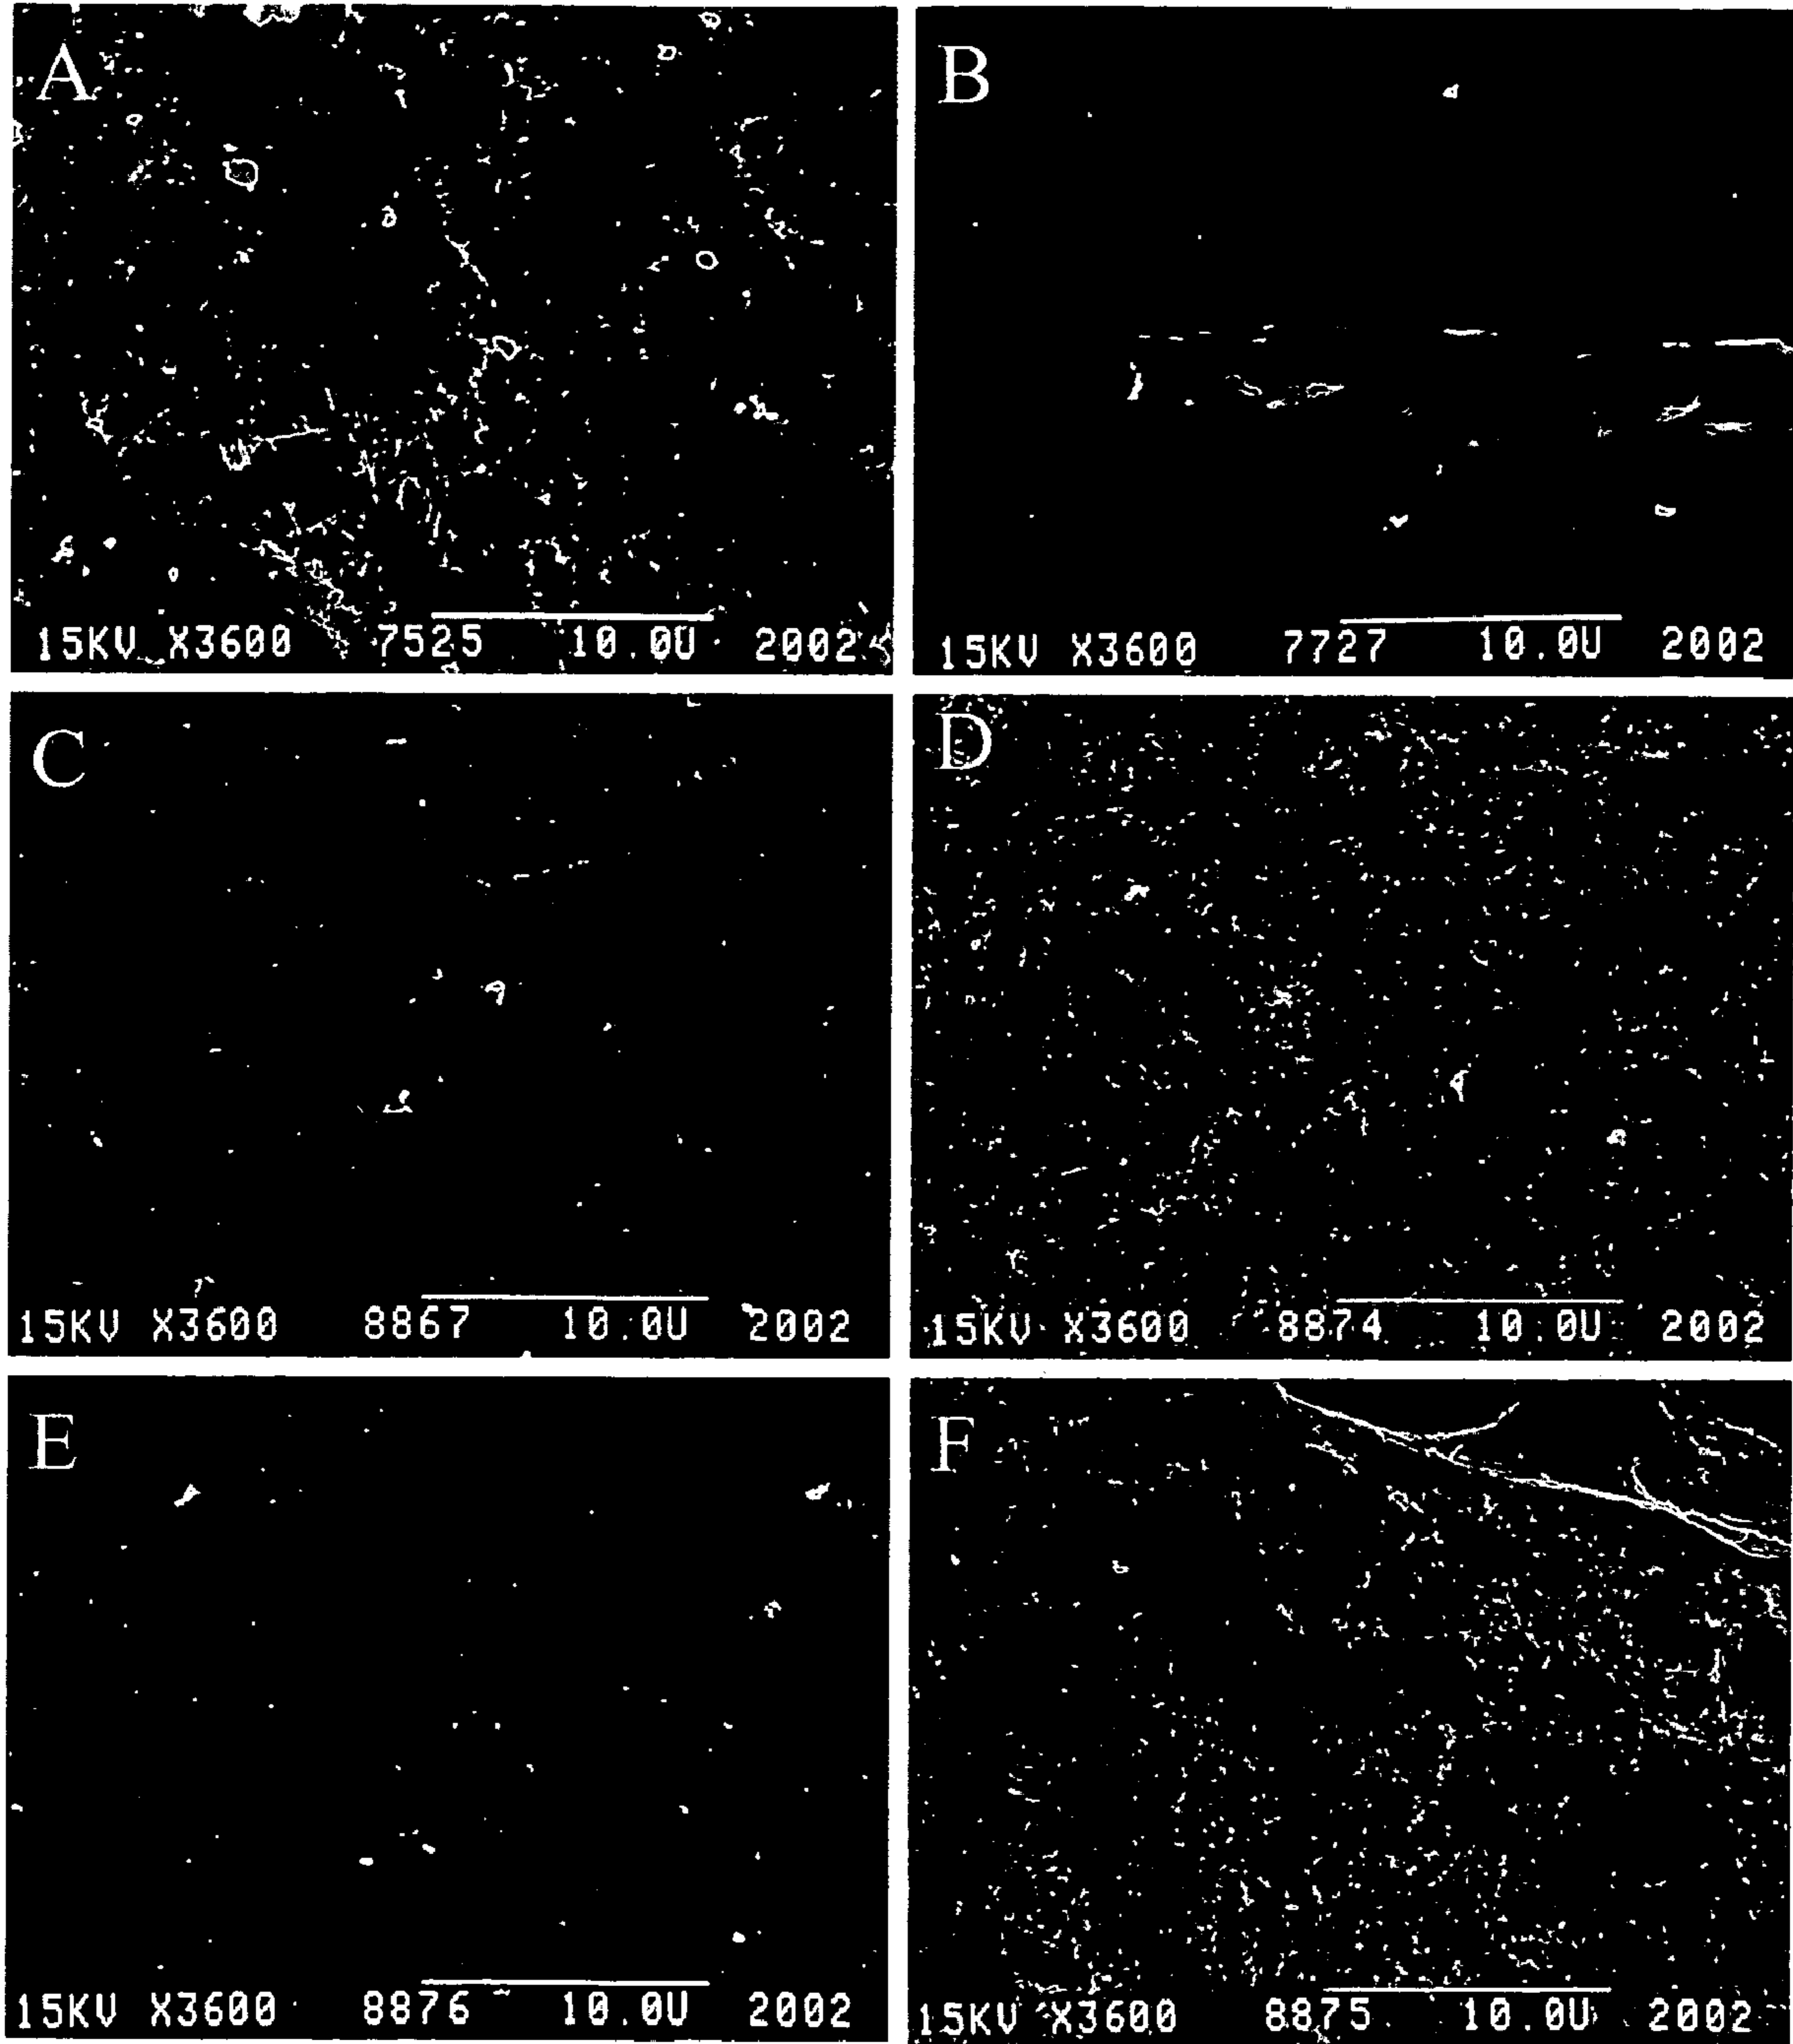 A
15KV X3600 7525 10.0U 2002
B
15KV X3600 7727 10.0U 2002
C
15KV X3600 8867 10.0U 2002
D
15KV X3600 8874 10.0U 2002
E
15KV X3600 8876 10.0U 2002
F
15KV X3600 8875 10.0U 2002